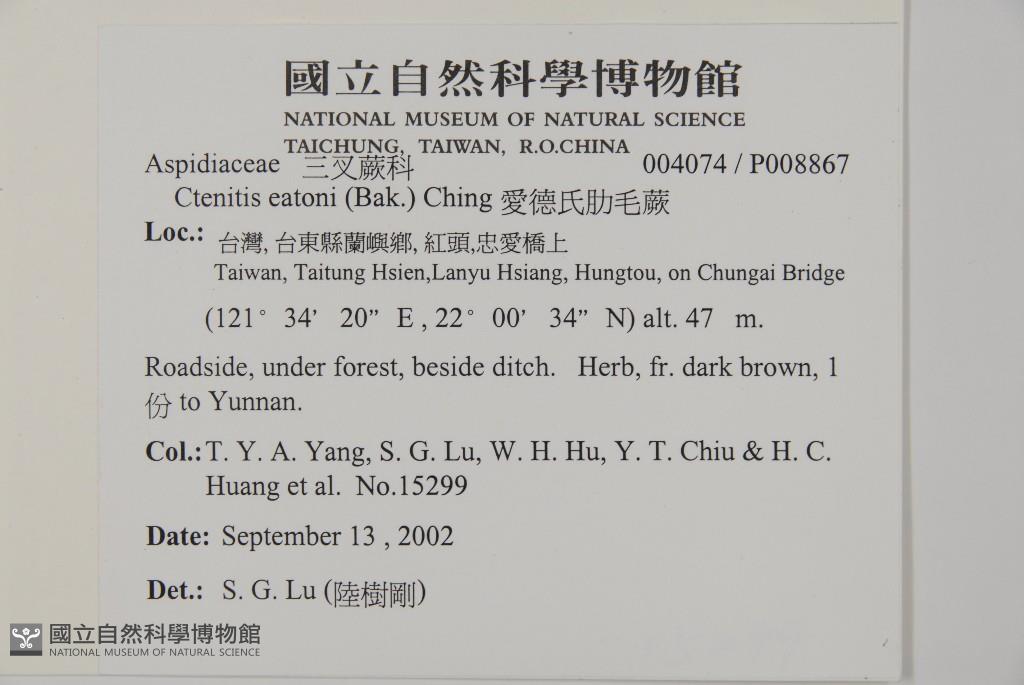 國立自然科學博物館
NATIONAL MUSEUM OF NATURAL SCIENCE
TAICHUNG, TAIWAN, R.O.CHINA
Aspidiaceae 三叉蕨科 004074 / P008867
Ctenitis eatoni (Bak.) Ching 愛德氏肋毛蕨
Loc.: 台灣, 台東縣蘭嶼鄉, 紅頭,忠愛橋上
Taiwan, Taitung Hsien,Lanyu Hsiang, Hungtou, on Chungai Bridge
(121° 34’ 20” E , 22° 00’ 34” N) alt. 47 m.
Roadside, under forest, beside ditch. Herb, fr. dark brown, 1
份 to Yunnan.
Col.: T. Y. A. Yang, S. G. Lu, W. H. Hu, Y. T. Chiu & H. C.
Huang et al. No.15299
Date: September 13 , 2002
Det.: S. G. Lu (陸樹剛)
國立自然科學博物館
NATIONAL MUSEUM OF NATURAL SCIENCE